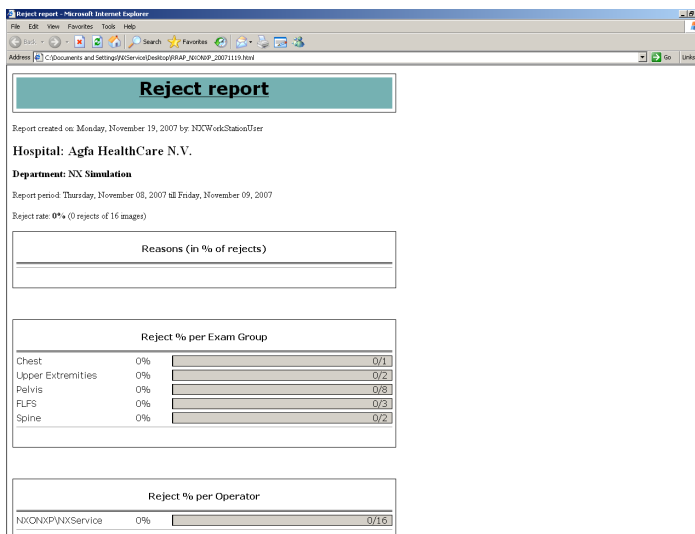 Reject report - Microsoft Internet Explorer
File Edit View Favorites Tools Help
Back Search Favorites
Address C:\Documents and Settings\NXService\Desktop\RRAP_NXONXP_20071119.html Go Links
Reject report
Report created on: Monday, November 19, 2007 by: NXWorkStationUser
Hospital: Agfa HealthCare N.V.
Department: NX Simulation
Report period: Thursday, November 08, 2007 till Friday, November 09, 2007
Reject rate: 0% (0 rejects of 16 images)
Reasons (in % of rejects)
Reject % per Exam Group
Chest 0% 0/1
Upper Extremities 0% 0/2
Pelvis 0% 0/8
FLFS 0% 0/3
Spine 0% 0/2
Reject % per Operator
NXONXP\NXService 0% 0/16